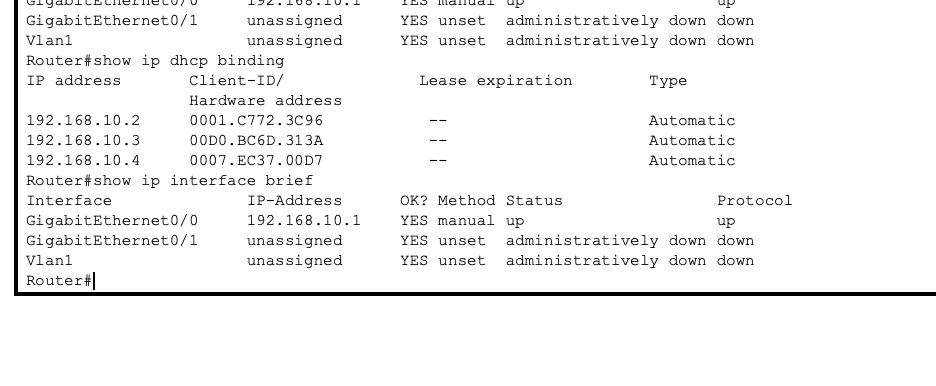 GigabitEthernet0/0 192.168.10.1 YES manual up up
GigabitEthernet0/1 unassigned YES unset administratively down down
Vlan1 unassigned YES unset administratively down down
Router#show ip dhcp binding
IP address Client-ID/ Lease expiration Type
Hardware address
192.168.10.2 0001.C772.3C96 -- Automatic
192.168.10.3 00D0.BC6D.313A -- Automatic
192.168.10.4 0007.EC37.00D7 -- Automatic
Router#show ip interface brief
Interface IP-Address OK? Method Status Protocol
GigabitEthernet0/0 192.168.10.1 YES manual up up
GigabitEthernet0/1 unassigned YES unset administratively down down
Vlan1 unassigned YES unset administratively down down
Router#